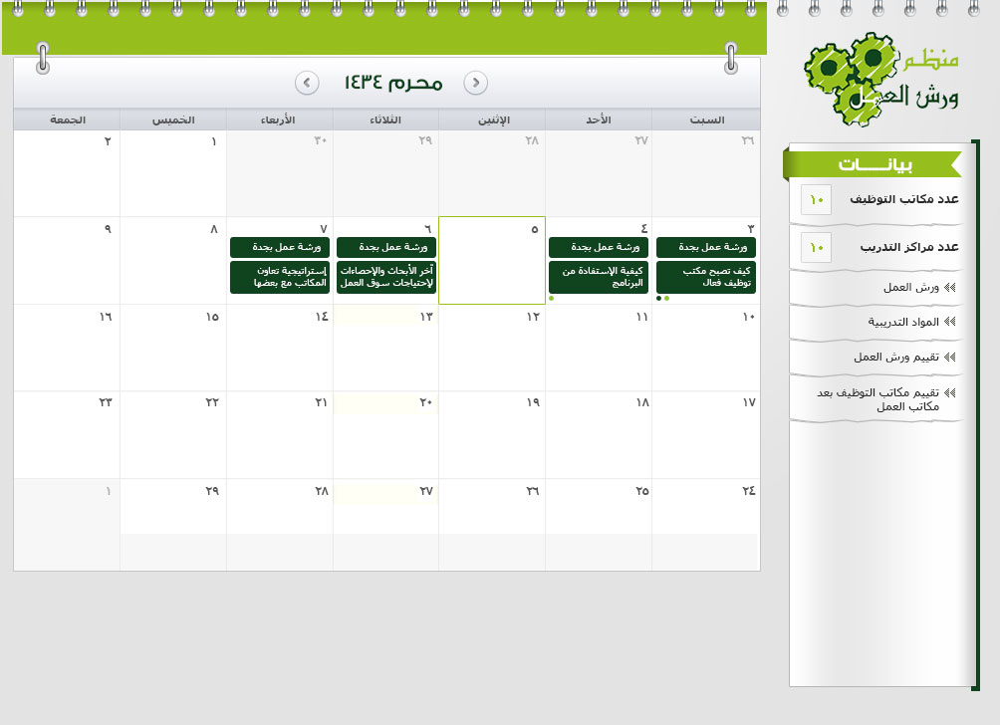 منظم
ورش العمل
محرم ١٤٣٤
السبت
الأحد
الإثنين
الثلاثاء
الأربعاء
الخميس
الجمعة
٢٦
٢٧
٢٨
٢٩
٣٠
١
٢
٣
ورشة عمل بجدة
كيف تصبح مكتب
توظيف فعال
٤
ورشة عمل بجدة
كيفية الإستفادة من
البرنامج
٥
٦
ورشة عمل بجدة
أخر الأبحاث والإحصاءات
لإحتياجات سوق العمل
٧
ورشة عمل بجدة
إستراتيجية تعاون
المكاتب مع بعضها
٨
٩
١٠
١١
١٢
١٣
١٤
١٥
١٦
١٧
١٨
١٩
٢٠
٢١
٢٢
٢٣
٢٤
٢٥
٢٦
٢٧
٢٨
٢٩
١
بيانـــات
عدد مكاتب التوظيف ١٠
عدد مراكز التدريب ١٠
ورش العمل
المواد التدريبية
تقييم ورش العمل
تقييم مكاتب التوظيف بعد
مكاتب العمل